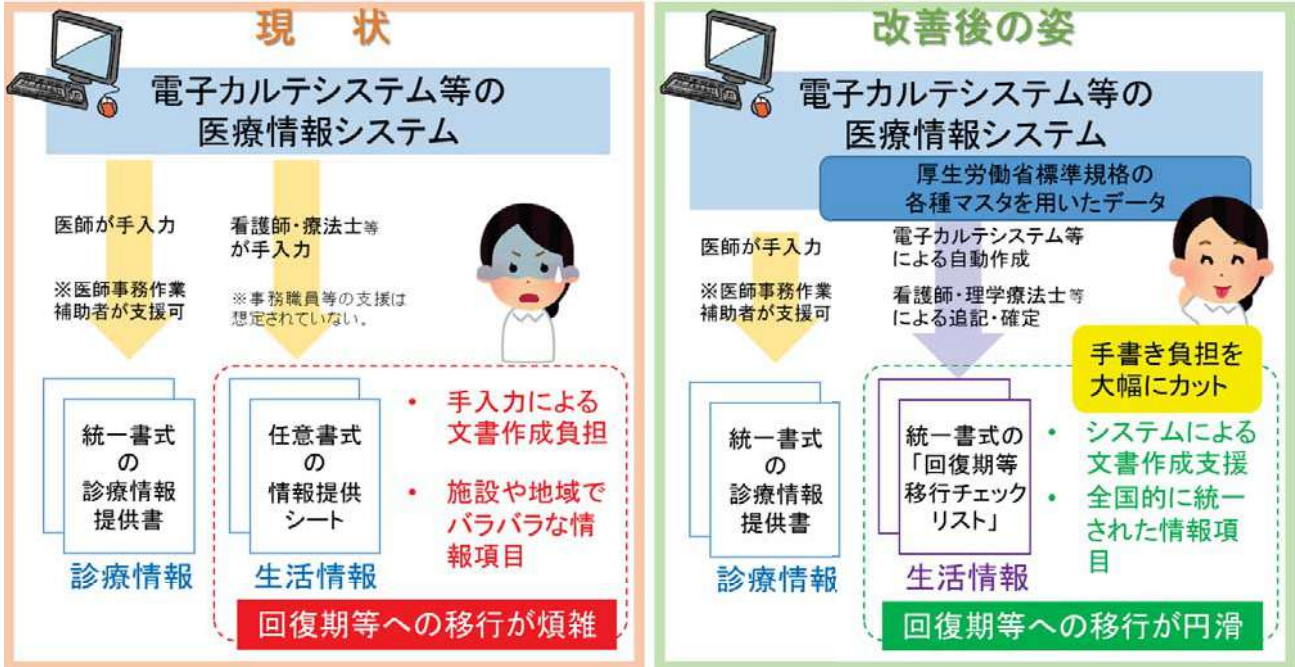 現 状
電子カルテシステム等の
医療情報システム
医師が手入力
※医師事務作業
補助者が支援可
看護師・療法士等
が手入力
※事務職員等の支援は
想定されていない。
統一書式
の
診療情報
提供書
診療情報
任意書式
の
情報提供
シート
生活情報
• 手入力による
文書作成負担
• 施設や地域で
バラバラな情
報項目
回復期等への移行が煩雑
改善後の姿
電子カルテシステム等の
医療情報システム
厚生労働省標準規格の
各種マスタを用いたデータ
医師が手入力
※医師事務作業
補助者が支援可
電子カルテシステム等
による自動作成
看護師・理学療法士等
による追記・確定
手書き負担を
大幅にカット
統一書式
の
診療情報
提供書
診療情報
統一書式の
「回復期等
移行チェック
リスト」
生活情報
• システムによる
文書作成支援
• 全国的に統一
された情報項
目
回復期等への移行が円滑